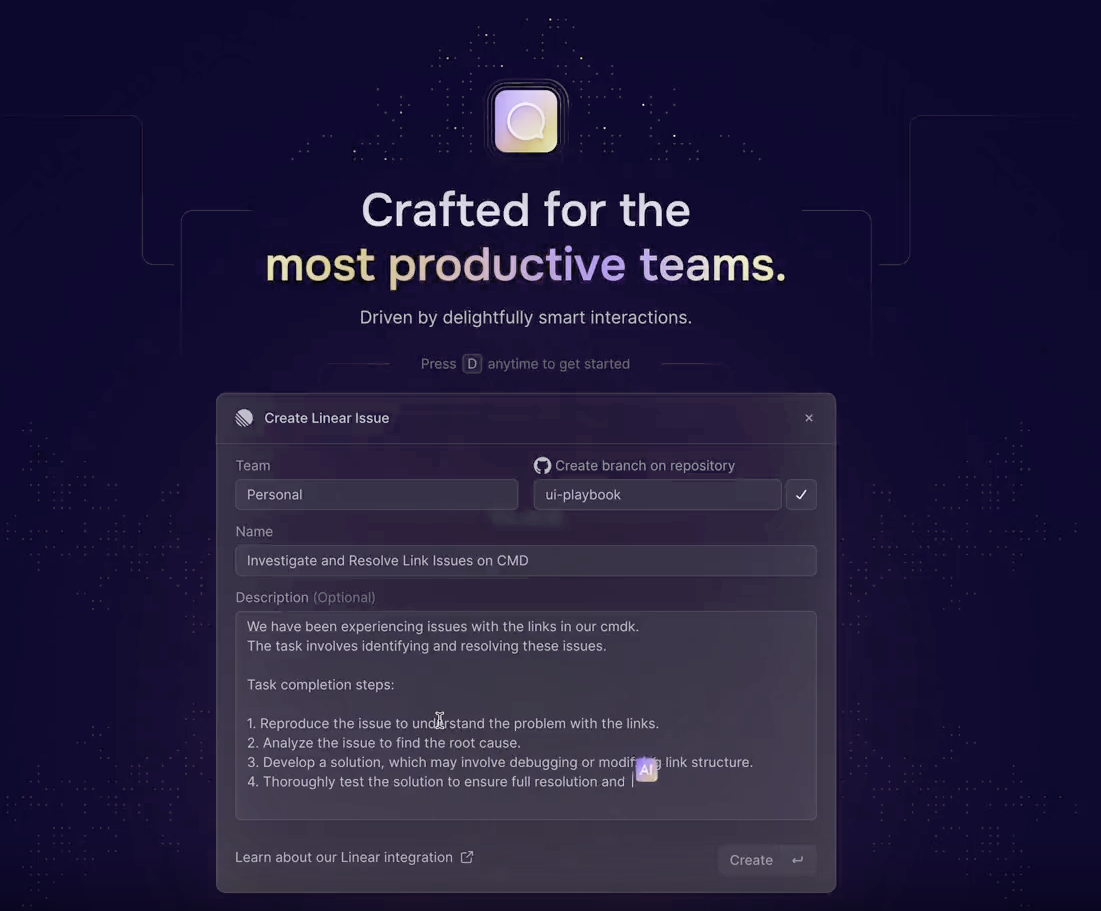 Crafted for the
most productive teams.
Driven by delightfully smart interactions.
Press D anytime to get started
Create Linear Issue
Team
Create branch on repository
Personal
ui-playbook
Name
Investigate and Resolve Link Issues on CMD
Description (Optional)
We have been experiencing issues with the links in our cmdk.
The task involves identifying and resolving these issues.
Task completion steps:
1. Reproduce the issue to understand the problem with the links.
2. Analyze the issue to find the root cause.
3. Develop a solution, which may involve debugging or modifying link structure.
AI
4. Thoroughly test the solution to ensure full resolution and
Learn about our Linear integration
Create